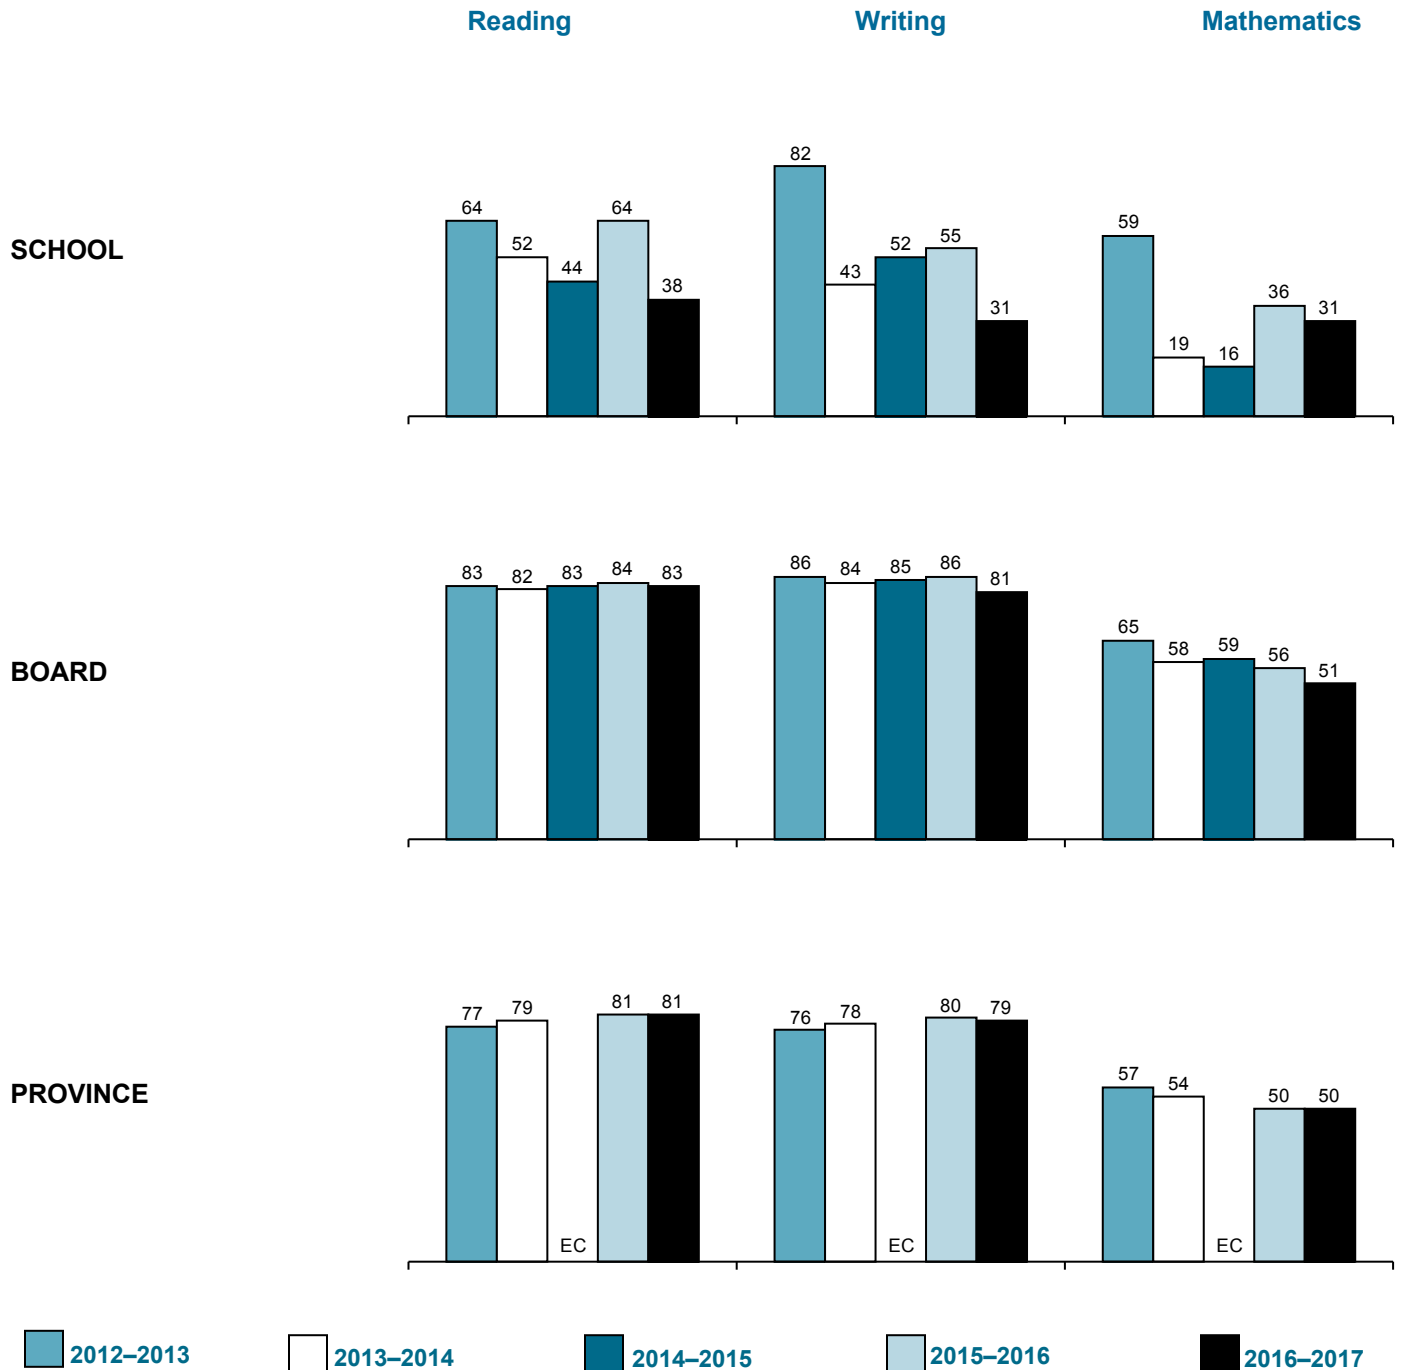 Reading Writing Mathematics
SCHOOL
64 52 44 64 38
82 43 52 55 31
59 19 16 36 31
BOARD
83 82 83 84 83
86 84 85 86 81
65 58 59 56 51
PROVINCE
77 79 EC 81 81
76 78 EC 80 79
57 54 EC 50 50
2012–2013 2013–2014 2014–2015 2015–2016 2016–2017